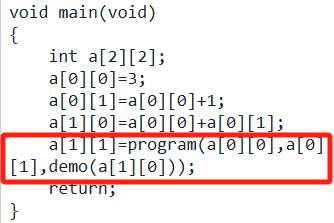 void main(void)
{
    int a[2][2];
    a[0][0]=3;
    a[0][1]=a[0][0]+1;
    a[1][0]=a[0][0]+a[0][1];
    a[1][1]=program(a[0][0],a[0]
[1],demo(a[1][0]));
    return;
}